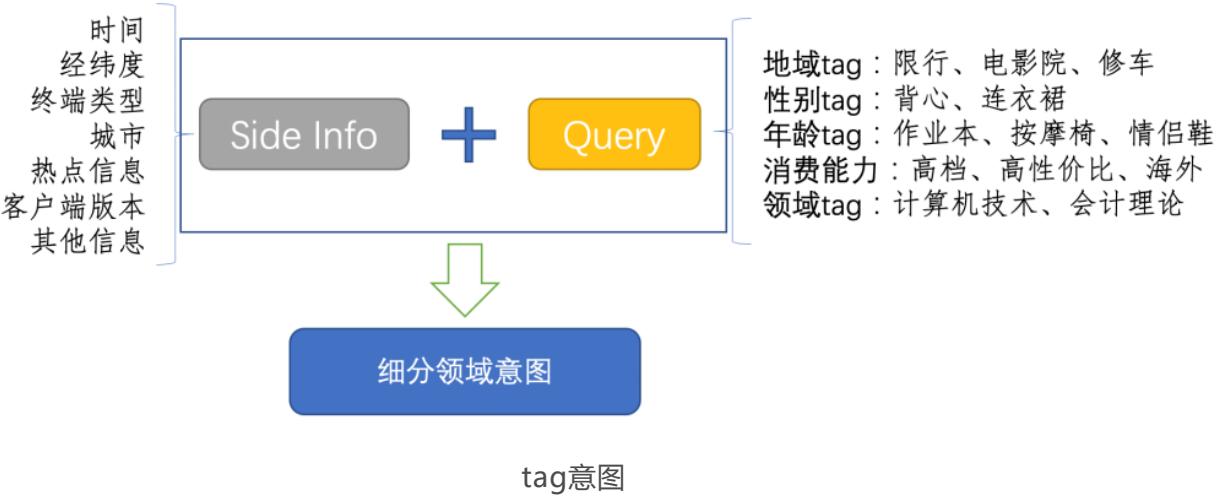 时间
经纬度
终端类型
城市
热点信息
客户端版本
其他信息
Side Info
+
Query
地域tag：限行、电影院、修车
性别tag：背心、连衣裙
年龄tag：作业本、按摩椅、情侣鞋
消费能力：高档、高性价比、海外
领域tag：计算机技术、会计理论
细分领域意图
tag意图